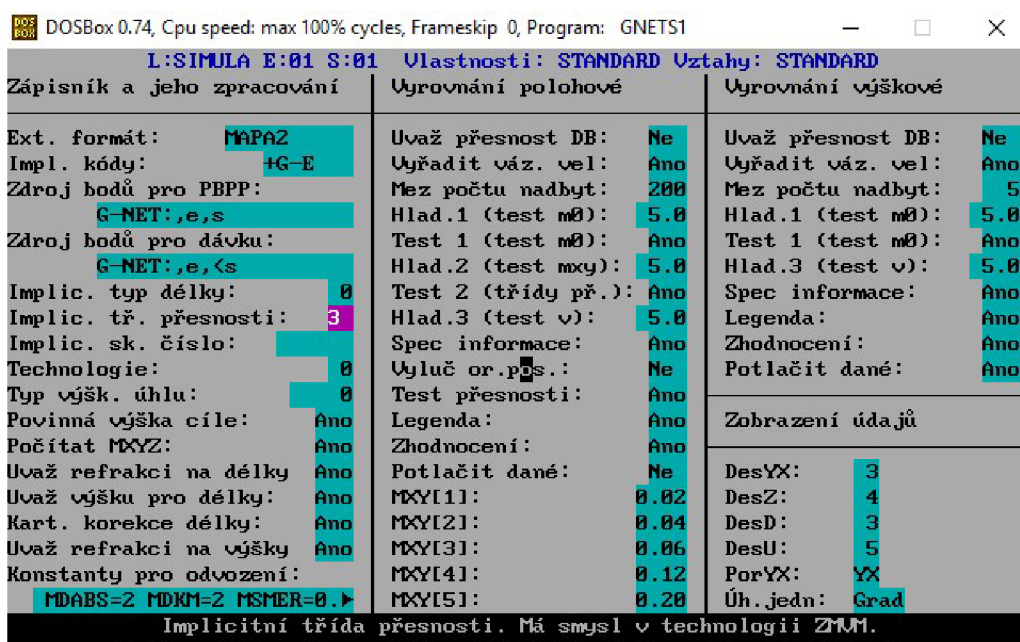 DOSBox 0.74, Cpu speed: max 100% cycles, Frameskip 0, Program: GNETS1
L:SIMULA E:01 S:01 Vlastnosti: STANDARD Vztahy: STANDARD
Zápisník a jeho zpracování
Ext. formát: MAPA2
Impl. kódy: +G-E
Zdroj bodů pro PBPP:
G-NET:,e,s
Zdroj bodů pro dávku:
G-NET:,e,<s
Implic. typ délky: 0
Implic. tř. přesnosti: 3
Implic. sk. číslo:
Technologie: 0
Typ výšk. úhlu: 0
Povinná výška cíle: Ano
Počítat MXYZ: Ano
Uvaž refrakci na délky Ano
Uvaž výšku pro délky: Ano
Kart. korekce délky: Ano
Uvaž refrakci na výšky Ano
Konstanty pro odvození:
MDABS=2 MDKM=2 MSMER=0.►
Vyrovnání polohové
Uvaž přesnost DB: Ne
Vyřadit váz. vel: Ano
Mez počtu nadbyt: 200
Hlad.1 (test m0): 5.0
Test 1 (test m0): Ano
Hlad.2 (test mxy): 5.0
Test 2 (třídy př.): Ano
Hlad.3 (test v): 5.0
Spec informace: Ano
Vyluč or.pos.: Ne
Test přesnosti: Ano
Legenda: Ano
Zhodnocení: Ano
Potlačit dané: Ne
MXY[1]: 0.02
MXY[2]: 0.04
MXY[3]: 0.06
MXY[4]: 0.12
MXY[5]: 0.20
Vyrovnání výškové
Uvaž přesnost DB: Ne
Vyřadit váz. vel: Ano
Mez počtu nadbyt: 5
Hlad.1 (test m0): 5.0
Test 1 (test m0): Ano
Hlad.3 (test v): 5.0
Spec informace: Ano
Legenda: Ano
Zhodnocení: Ano
Potlačit dané: Ano
Zobrazení údajů
DesYX: 3
DesZ: 4
DesD: 3
DesU: 5
PorYX: YX
Úh.jedn: Grad
Implicitní třída přesnosti. Má smysl v technologii ZMVM.